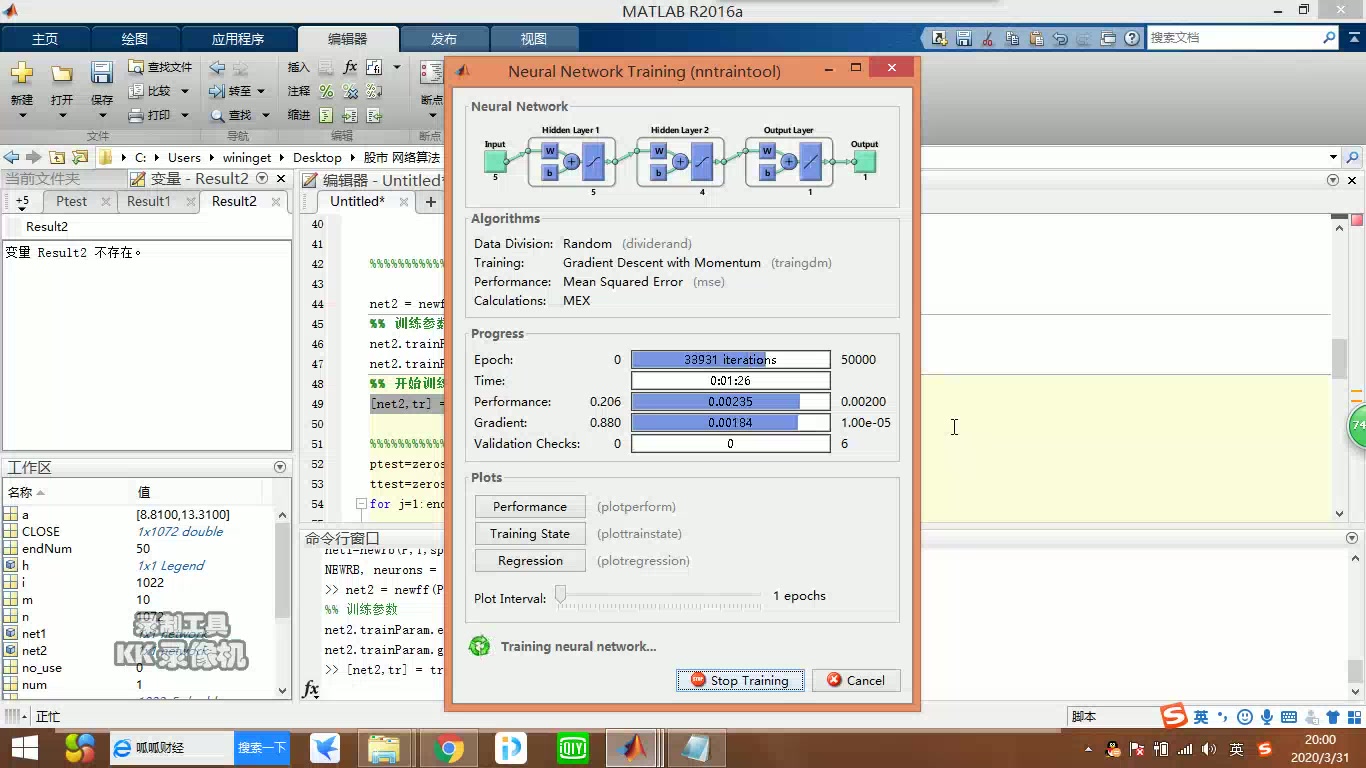 MATLAB R2016a
主页 绘图 应用程序 编辑器 发布 视图 搜索文档
新建 打开 保存 查找文件 比较 打印 转至 查找 插入 注释 缩进 fx 断点
文件 导航 编辑 断点
C: Users wininget Desktop 股市 网络算法
当前文件夹
变量 - Result2
+5 Ptest Result1 Result2
Result2
变量 Result2 不存在。
工作区
名称 值
a [8.8100,13.3100]
CLOSE 1x1072 double
endNum 50
h 1x1 Legend
i 1022
m 10
n 1072
net1 1x1 network
net2
no_use 0
num 1
录制工具
KK录像机
编辑器 - Untitled*
Untitled* +
40
41
42 %%%%%%%%%%
43
44 net2 = newf
45 %% 训练参数
46 net2.trainP
47 net2.trainP
48 %% 开始训练
49 [net2,tr] =
50
51 %%%%%%%%%%
52 ptest=zeros
53 ttest=zeros
54 for j=1:end
命令行窗口
net1=newrb(P,T,sp
NEWRB, neurons =
>> net2 = newff(P
%% 训练参数
net2.trainParam.e
net2.trainParam.g
>> [net2,tr] = tr
fx
Neural Network Training (nntraintool)
Neural Network
Hidden Layer 1 Hidden Layer 2 Output Layer
Input Output
W W W
b b b
5 5 4 1 1
Algorithms
Data Division: Random (dividerand)
Training: Gradient Descent with Momentum (traingdm)
Performance: Mean Squared Error (mse)
Calculations: MEX
Progress
Epoch: 0 33931 iterations 50000
Time: 0:01:26
Performance: 0.206 0.00235 0.00200
Gradient: 0.880 0.00184 1.00e-05
Validation Checks: 0 0 6
Plots
Performance (plotperform)
Training State (plottrainstate)
Regression (plotregression)
Plot Interval: 1 epochs
Training neural network...
Stop Training Cancel
74
正忙 脚本 英
呱呱财经 搜索一下 QIYI 英
20:00
2020/3/31